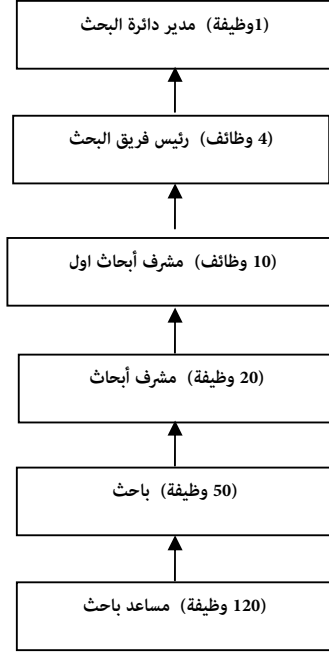 (1وظيفة) مدير دائرة البحث
(4 وظائف) رئيس فريق البحث
(10 وظائف) مشرف أبحاث اول
(20 وظيفة) مشرف أبحاث
(50 وظيفة) باحث
(120 وظيفة) مساعد باحث